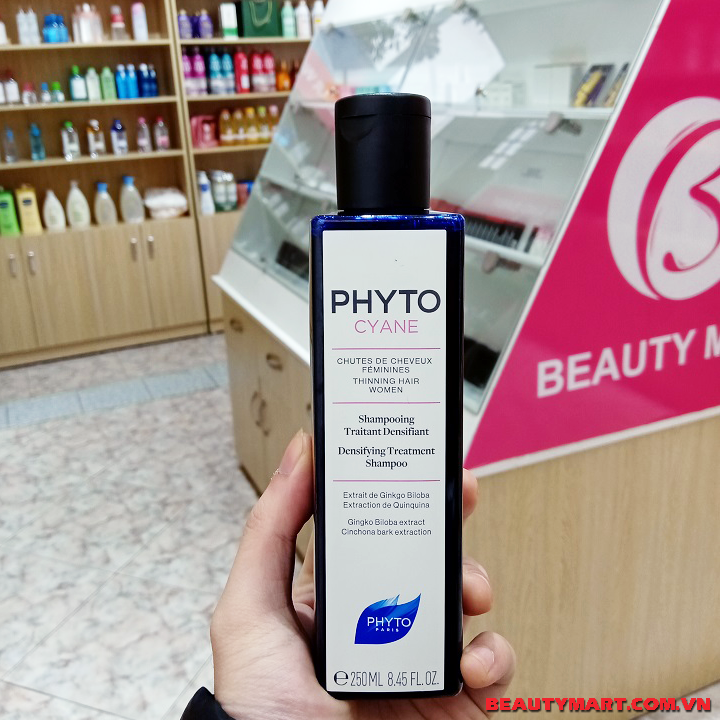 PHYTO
CYANE
CHUTES DE CHEVEUX
FÉMININES
THINNING HAIR
WOMEN
Shampooing
Traitant Densifiant
Densifying Treatment
Shampoo
Extrait de Ginkgo Biloba
Extraction de Quinquina
Gingko Biloba extract
Cinchona bark extraction
PHYTO
PARIS
e 250ML 8.45 FL. OZ.
BEAUTY M
BEAUTYMART.COM.VN